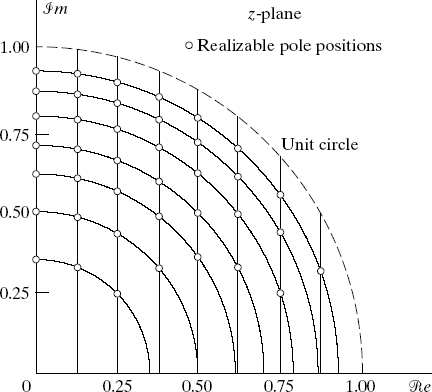 ℐm
z-plane
Realizable pole positions
1.00
0.75
Unit circle
0.50
0.25
0 0.25 0.50 0.75 1.00 ℛe